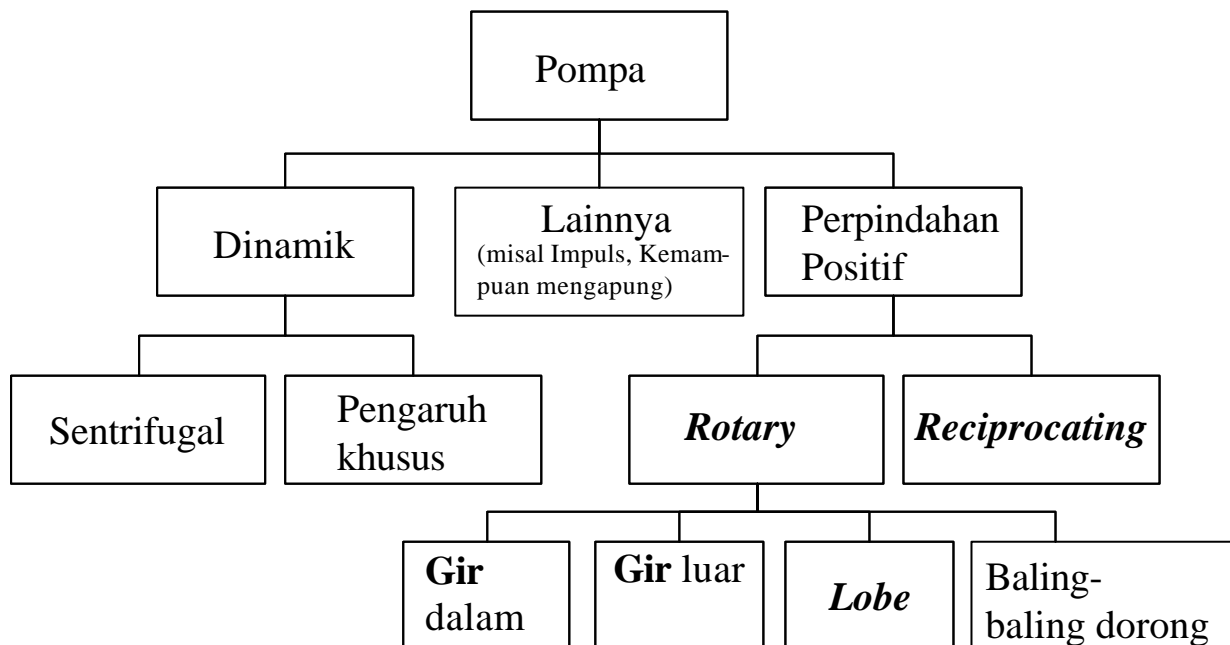 Pompa
Dinamik
Lainnya
(misal Impuls, Kemam-
puan mengapung)
Perpindahan
Positif
Sentrifugal
Pengaruh
khusus
Rotary
Reciprocating
Gir
dalam
Gir luar
Lobe
Baling-
baling dorong